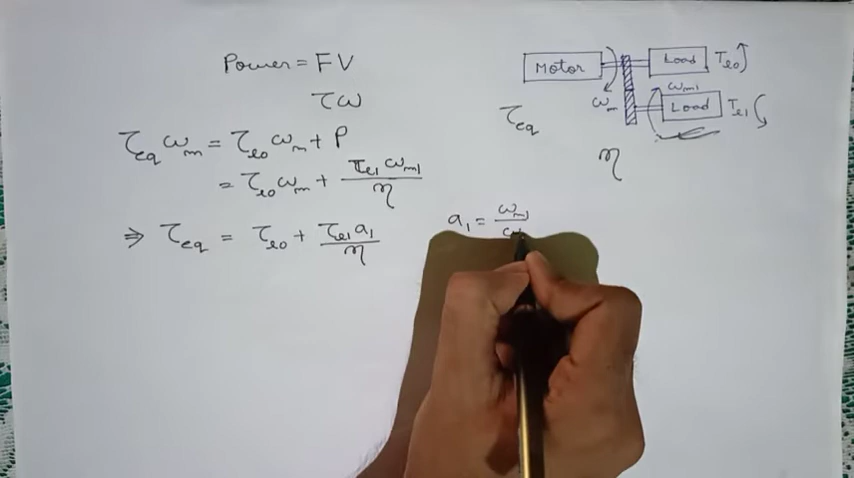 Power = FV
τω
τeq ωm = τl0 ωm + P
= τl0 ωm + τl1 ωm1 / η
⇒ τeq = τl0 + τl1 a1 / η
a1 = ωm1 /
Motor
Load Tl0
ωm
ωm1
Load Tl1
τeq
η